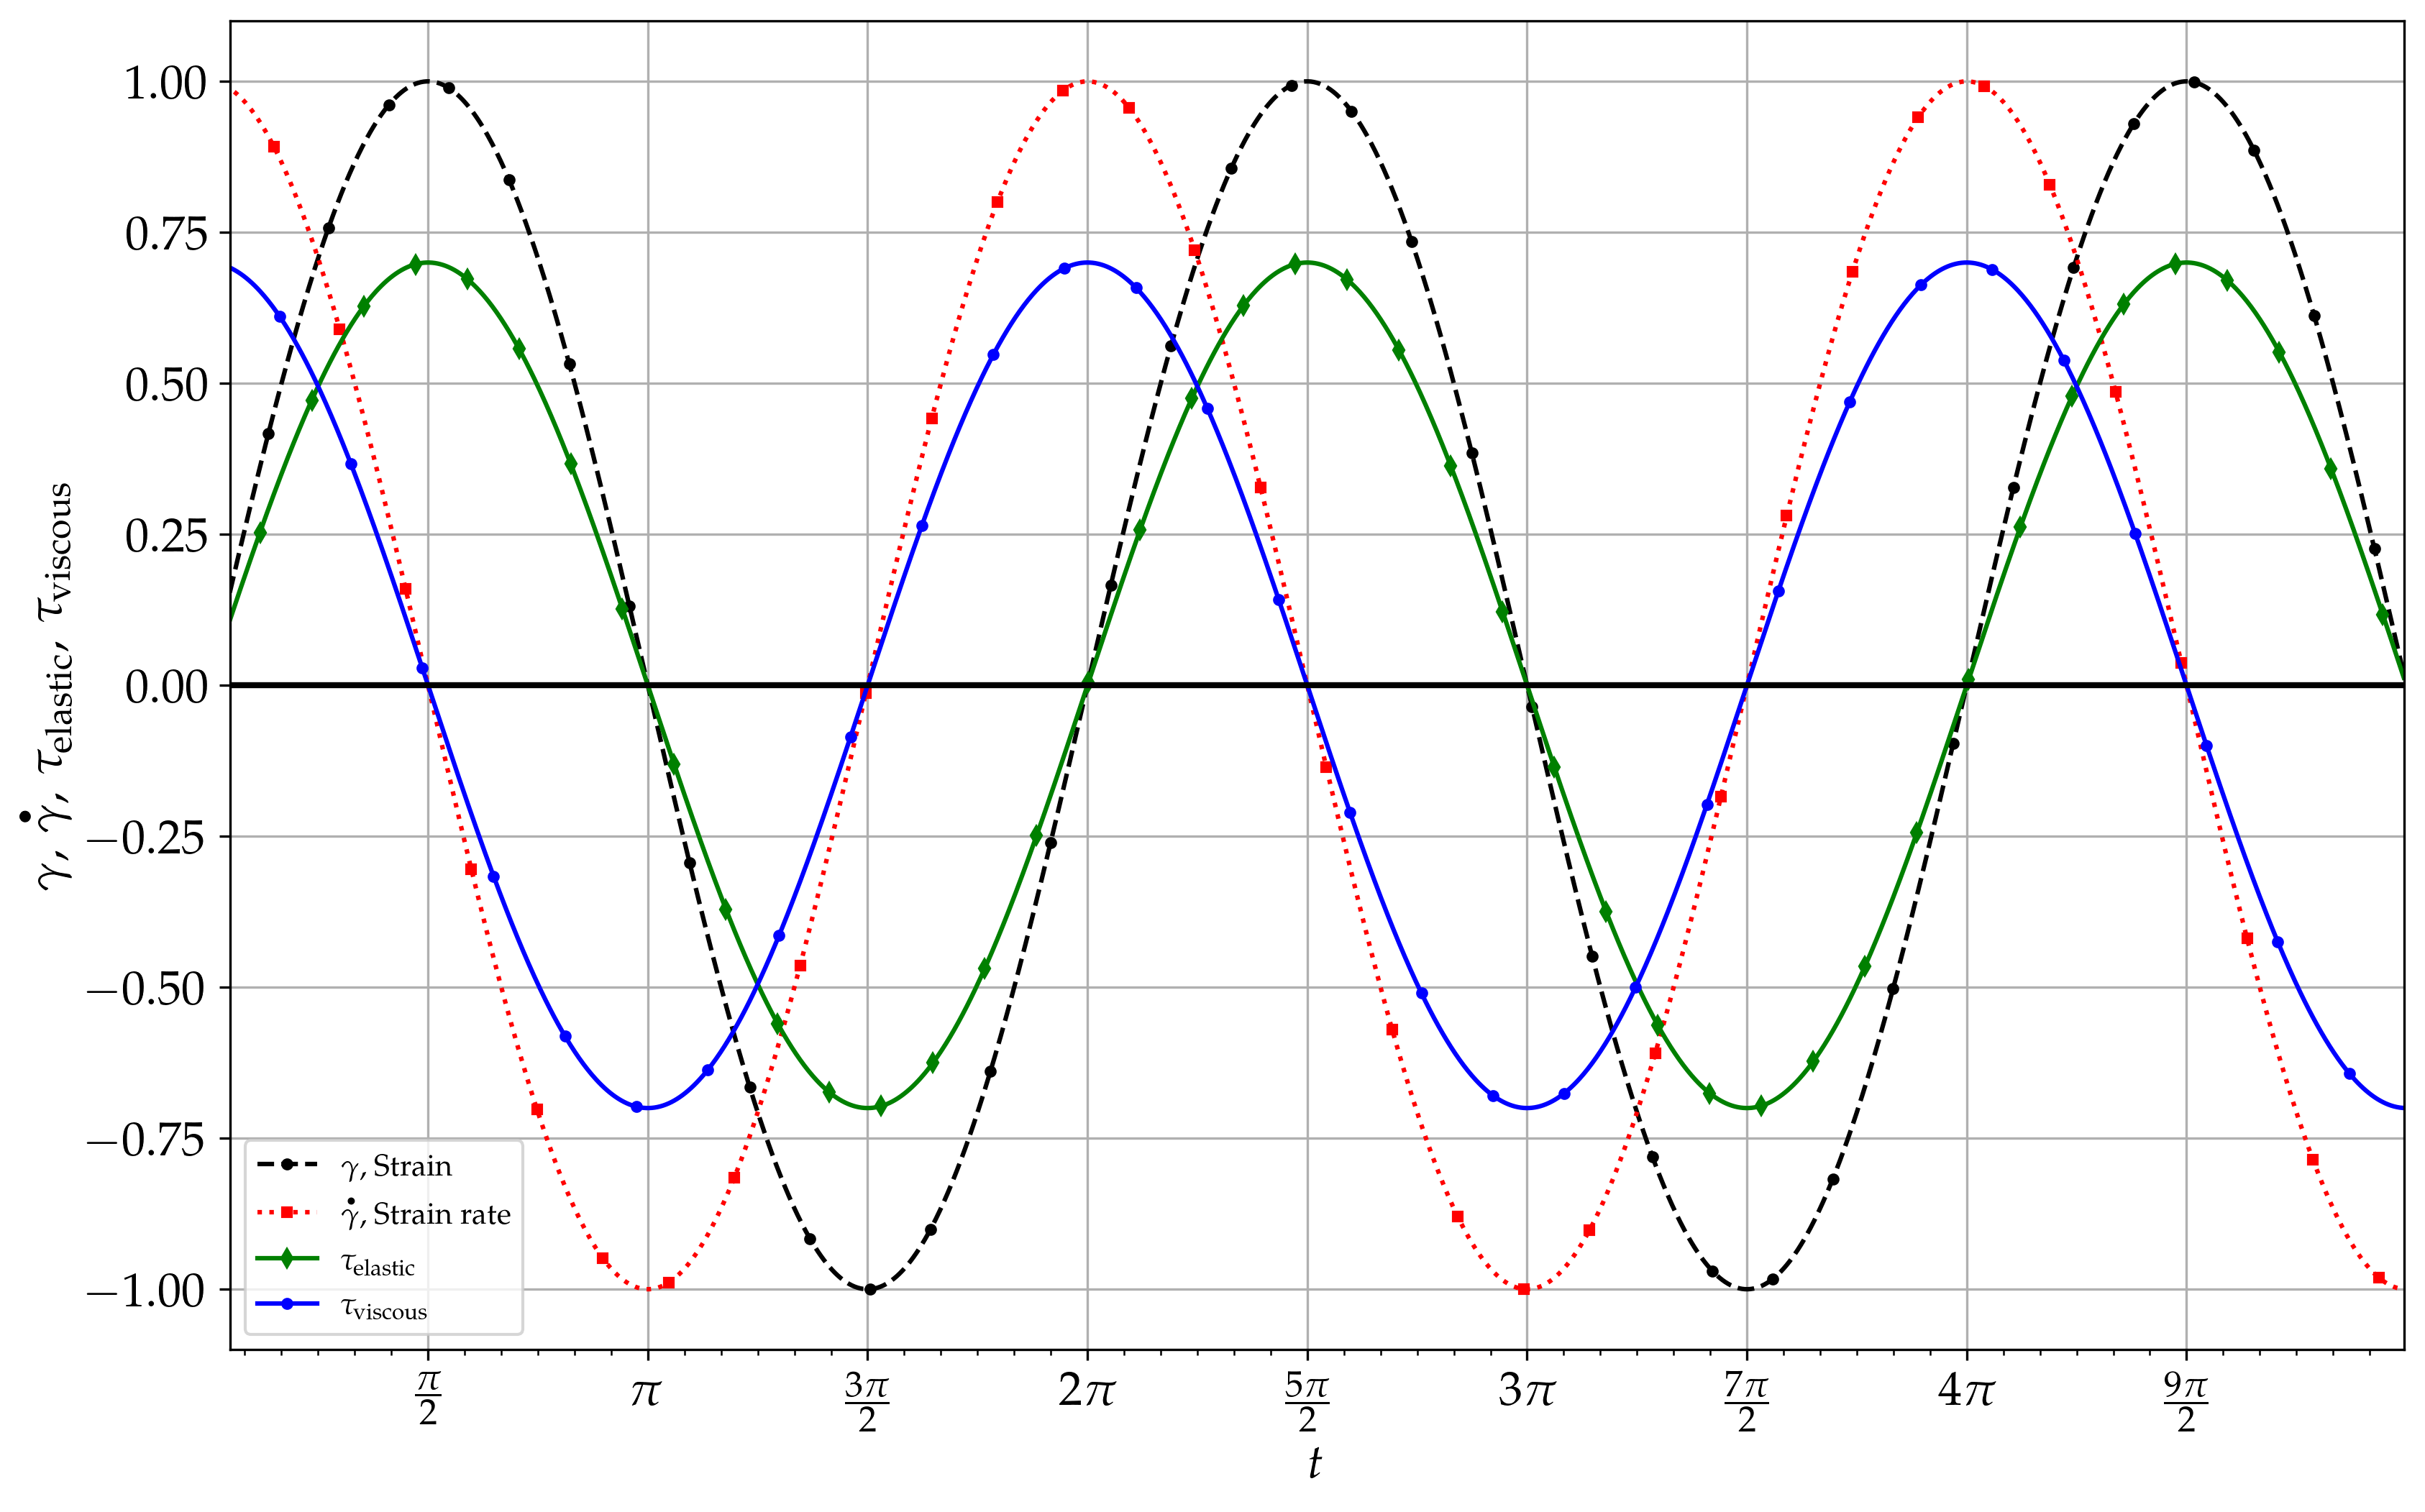 1.00
0.75
0.50
0.25
0.00
−0.25
−0.50
−0.75
−1.00
γ, γ̇, τelastic, τviscous
γ, Strain
γ̇, Strain rate
τelastic
τviscous
π/2 π 3π/2 2π 5π/2 3π 7π/2 4π 9π/2
t